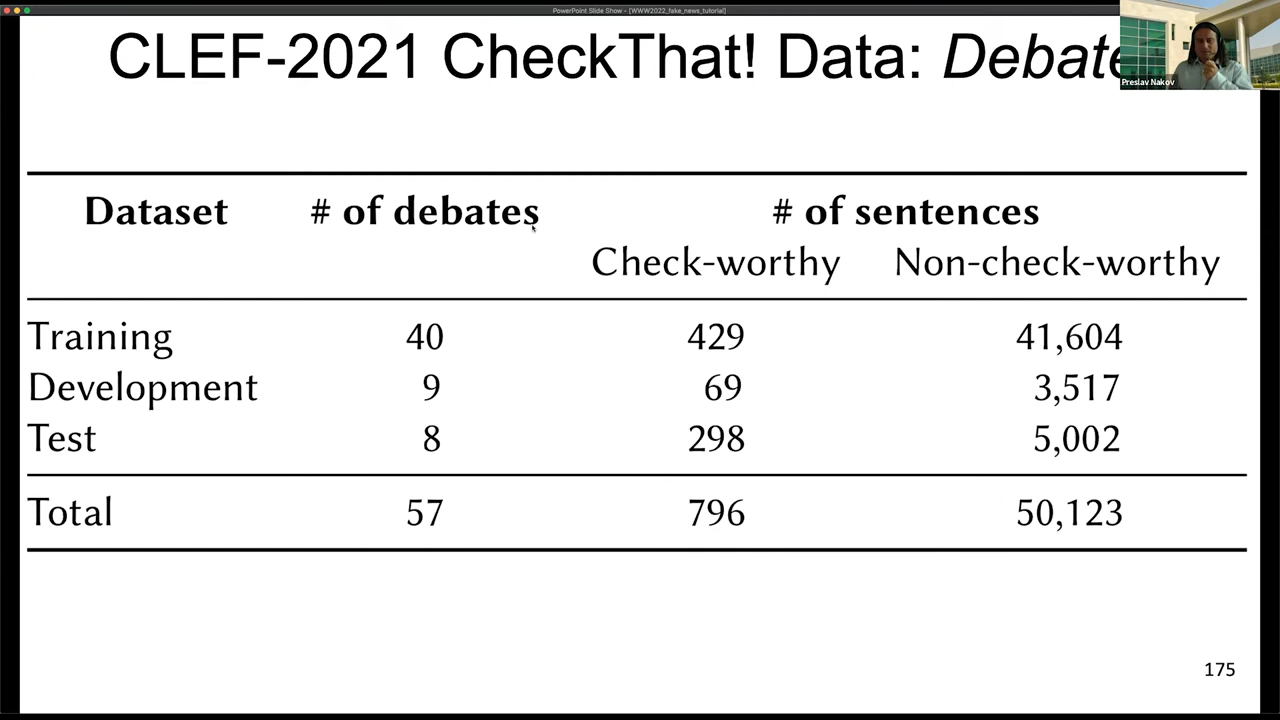 PowerPoint Slide Show - [WWW2022_fake_news_tutorial]
CLEF-2021 CheckThat! Data: Debate
Preslav Nakov
Dataset # of debates # of sentences
Check-worthy Non-check-worthy
Training 40 429 41,604
Development 9 69 3,517
Test 8 298 5,002
Total 57 796 50,123
175